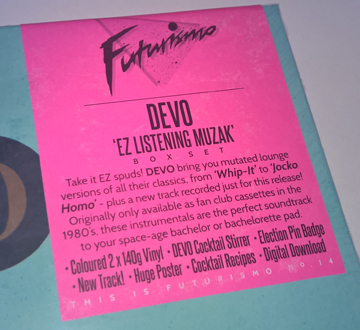 Futurismo
DEVO
'EZ LISTENING MUZAK'
BOX SET
Take it EZ spuds! DEVO bring you mutated lounge
versions of all their classics, from 'Whip-It' to 'Jocko
Homo' - plus a new track recorded just for this release!
Originally only available as fan club cassettes in the
1980's, these instrumentals are the perfect soundtrack
to your space-age bachelor or bachelorette pad.
• Coloured 2 x 140g Vinyl • DEVO Cocktail Stirrer • Election Pin Badge
• New Track! • Huge Poster • Cocktail Recipes • Digital Download
THIS IS FUTURISMO NO. 14